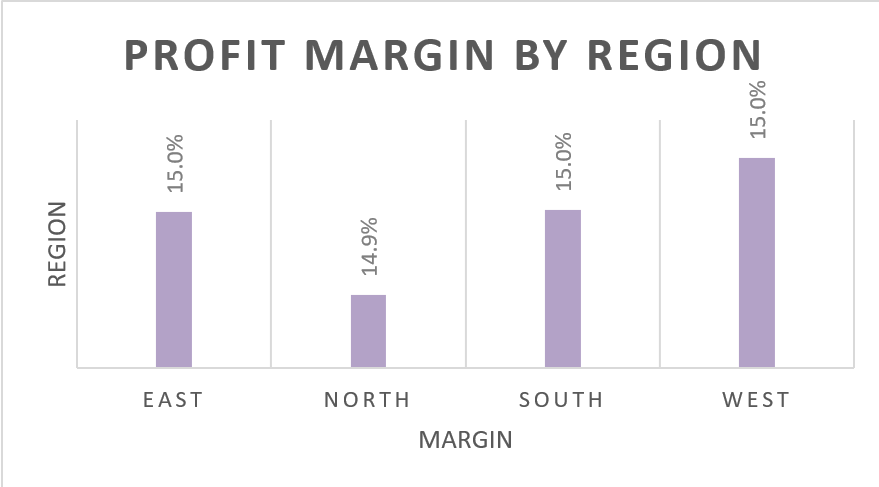 PROFIT MARGIN BY REGION
15.0%
14.9%
15.0%
15.0%
REGION
EAST
NORTH
SOUTH
WEST
MARGIN